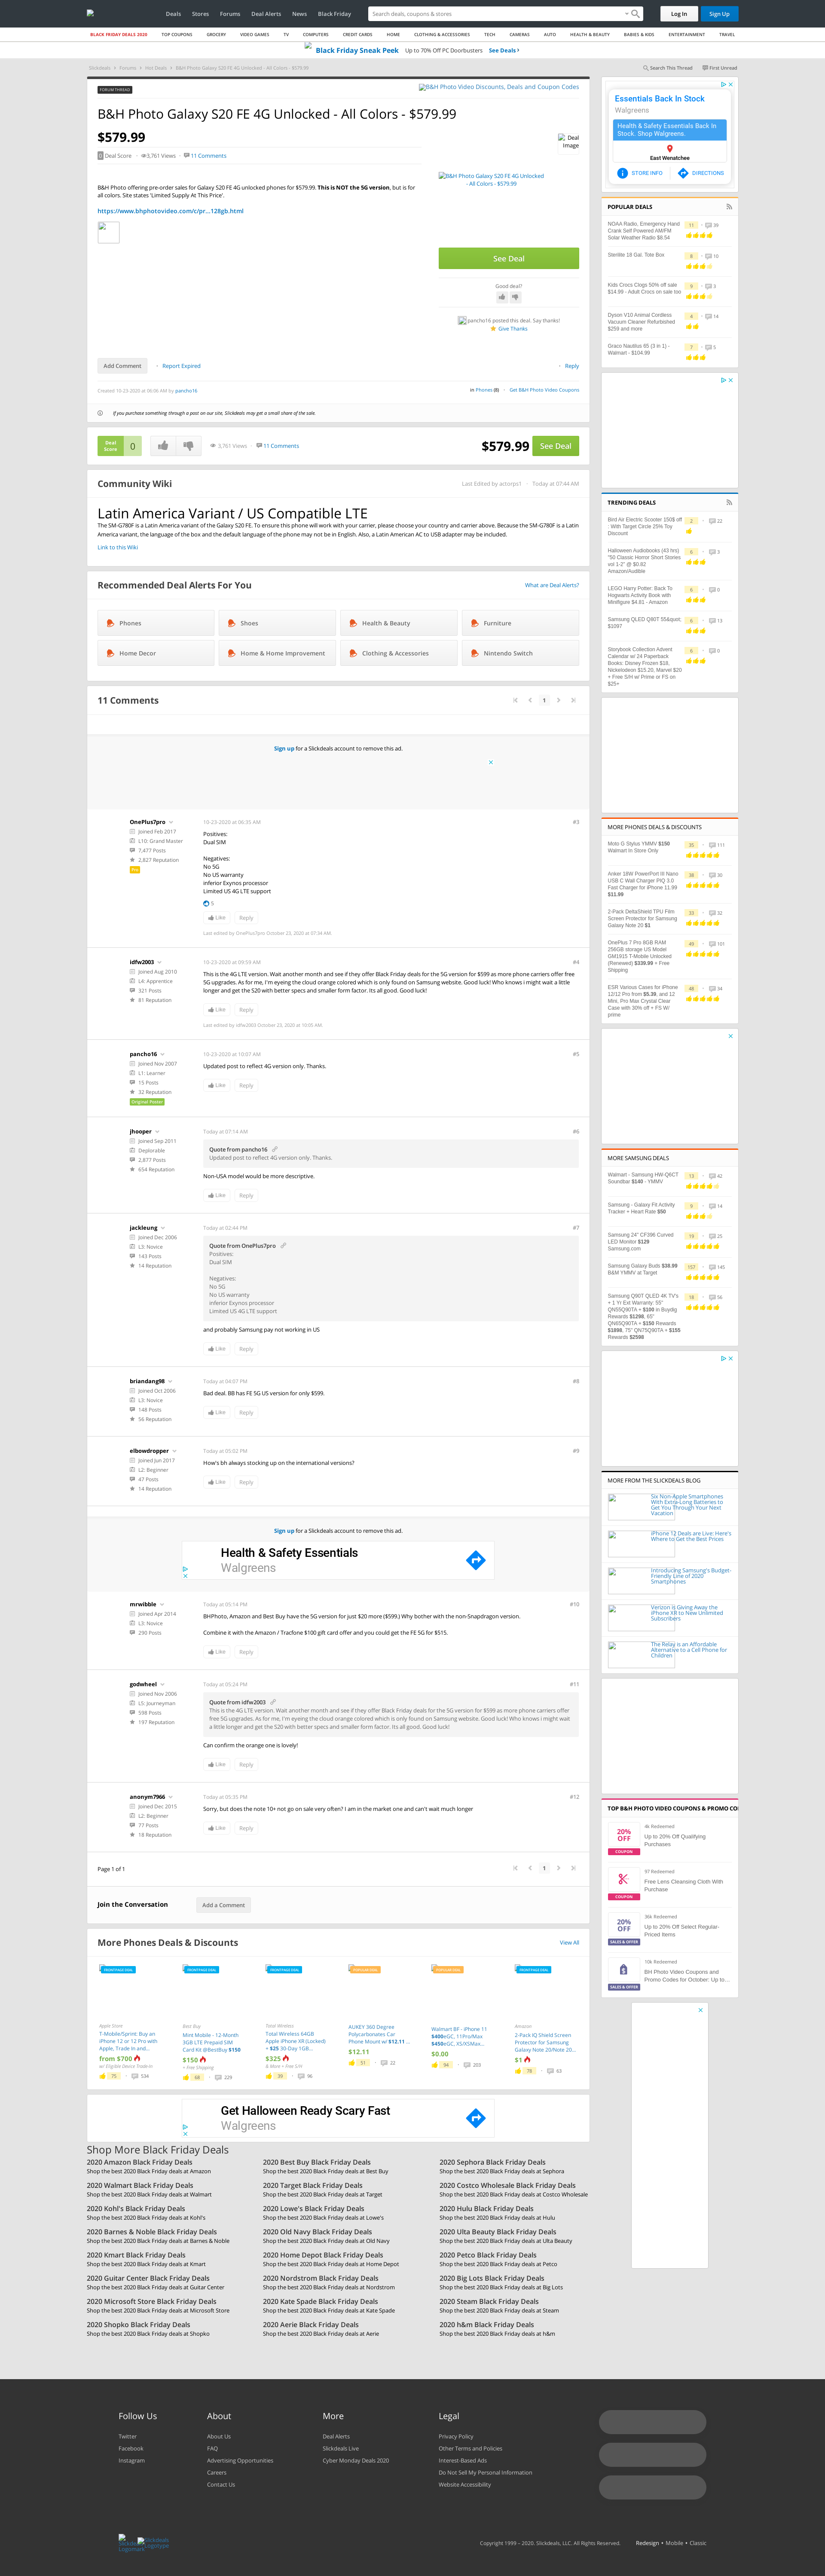 Deals Stores Forums Deal Alerts News Black Friday Search deals, coupons & stores Log In Sign Up
BLACK FRIDAY DEALS 2020 TOP COUPONS GROCERY VIDEO GAMES TV COMPUTERS CREDIT CARDS HOME CLOTHING & ACCESSORIES TECH CAMERAS AUTO HEALTH & BEAUTY BABIES & KIDS ENTERTAINMENT TRAVEL
Black Friday Sneak Peek Up to 70% Off PC Doorbusters See Deals ›
Slickdeals > Forums > Hot Deals > B&H Photo Galaxy S20 FE 4G Unlocked - All Colors - $579.99 Search This Thread First Unread
FORUM THREAD
B&H Photo Video Discounts, Deals and Coupon Codes
B&H Photo Galaxy S20 FE 4G Unlocked - All Colors - $579.99
$579.99
0 Deal Score 3,761 Views 11 Comments
Deal Image
B&H Photo offering pre-order sales for Galaxy S20 FE 4G unlocked phones for $579.99. This is NOT the 5G version, but is for all colors. Site states 'Limited Supply At This Price'.
https://www.bhphotovideo.com/c/pr...128gb.html
B&H Photo Galaxy S20 FE 4G Unlocked - All Colors - $579.99
See Deal
Good deal?
pancho16 posted this deal. Say thanks!
Give Thanks
Add Comment Report Expired Reply
Created 10-23-2020 at 06:06 AM by pancho16
in Phones (8) Get B&H Photo Video Coupons
If you purchase something through a post on our site, Slickdeals may get a small share of the sale.
Deal Score 0 3,761 Views 11 Comments $579.99 See Deal
Community Wiki
Last Edited by actorps1 Today at 07:44 AM
Latin America Variant / US Compatible LTE
The SM-G780F is a Latin America variant of the Galaxy S20 FE. To ensure this phone will work with your carrier, please check your country and carrier above. Because the SM-G780F is a Latin America variant, the language of the box and the default language of the phone may not be in English. Also, a Latin American AC to USB adapter may be included.
Link to this Wiki
Recommended Deal Alerts For You
What are Deal Alerts?
Phones Shoes Health & Beauty Furniture
Home Decor Home & Home Improvement Clothing & Accessories Nintendo Switch
11 Comments
1
Sign up for a Slickdeals account to remove this ad.
OnePlus7pro
Joined Feb 2017
L10: Grand Master
7,477 Posts
2,827 Reputation
Pro
10-23-2020 at 06:35 AM #3
Positives:
Dual SIM
Negatives:
No 5G
No US warranty
inferior Exynos processor
Limited US 4G LTE support
5
Like Reply
Last edited by OnePlus7pro October 23, 2020 at 07:34 AM.
idfw2003
Joined Aug 2010
L4: Apprentice
321 Posts
81 Reputation
10-23-2020 at 09:59 AM #4
This is the 4G LTE version. Wait another month and see if they offer Black Friday deals for the 5G version for $599 as more phone carriers offer free 5G upgrades. As for me, I'm eyeing the cloud orange colored which is only found on Samsung website. Good luck! Who knows i might wait a little longer and get the S20 with better specs and smaller form factor. It's all good. Good luck!
Like Reply
Last edited by idfw2003 October 23, 2020 at 10:05 AM.
pancho16
Joined Nov 2007
L1: Learner
15 Posts
32 Reputation
Original Poster
10-23-2020 at 10:07 AM #5
Updated post to reflect 4G version only. Thanks.
Like Reply
jhooper
Joined Sep 2011
Deplorable
2,877 Posts
654 Reputation
Today at 07:14 AM #6
Quote from pancho16
Updated post to reflect 4G version only. Thanks.
Non-USA model would be more descriptive.
Like Reply
jackleung
Joined Dec 2006
L3: Novice
143 Posts
14 Reputation
Today at 02:44 PM #7
Quote from OnePlus7pro
Positives:
Dual SIM
Negatives:
No 5G
No US warranty
inferior Exynos processor
Limited US 4G LTE support
and probably Samsung pay not working in US
Like Reply
briandang98
Joined Oct 2006
L3: Novice
148 Posts
56 Reputation
Today at 04:07 PM #8
Bad deal. BB has FE 5G US version for only $599.
Like Reply
elbowdropper
Joined Jun 2017
L2: Beginner
47 Posts
14 Reputation
Today at 05:02 PM #9
How's bh always stocking up on the international versions?
Like Reply
Sign up for a Slickdeals account to remove this ad.
Health & Safety Essentials
Walgreens
mrwibble
Joined Apr 2014
L3: Novice
290 Posts
Today at 05:14 PM #10
BHPhoto, Amazon and Best Buy have the 5G version for just $20 more ($599.) Why bother with the non-Snapdragon version.
Combine it with the Amazon / Tracfone $100 gift card offer and you could get the FE 5G for $515.
Like Reply
godwheel
Joined Nov 2006
L5: Journeyman
598 Posts
197 Reputation
Today at 05:24 PM #11
Quote from idfw2003
This is the 4G LTE version. Wait another month and see if they offer Black Friday deals for the 5G version for $599 as more phone carriers offer free 5G upgrades. As for me, I'm eyeing the cloud orange colored which is only found on Samsung website. Good luck! Who knows i might wait a little longer and get the S20 with better specs and smaller form factor. It's all good. Good luck!
Can confirm the orange one is lovely!
Like Reply
anonym7966
Joined Dec 2015
L2: Beginner
77 Posts
18 Reputation
Today at 05:35 PM #12
Sorry, but does the note 10+ not go on sale very often? I am in the market one and can't wait much longer
Like Reply
Page 1 of 1 1
Join the Conversation Add a Comment
More Phones Deals & Discounts View All
FRONTPAGE DEAL
Apple Store
T-Mobile/Sprint: Buy an iPhone 12 or 12 Pro with Apple, Trade In and...
from $700
w/ Eligible Device Trade-In
75 534
FRONTPAGE DEAL
Best Buy
Mint Mobile - 12-Month 3GB LTE Prepaid SIM Card Kit @BestBuy $150
$150
+ Free Shipping
68 229
FRONTPAGE DEAL
Total Wireless
Total Wireless 64GB Apple iPhone XR (Locked) + $25 30-Day 1GB...
$325
& More + Free S/H
39 96
POPULAR DEAL
AUKEY 360 Degree Polycarbonates Car Phone Mount w/ $12.11 ...
$12.11
51 22
POPULAR DEAL
Walmart BF - iPhone 11 $400eGC, 11Pro/Max $450eGC, XS/XSMax...
$0.00
94 203
FRONTPAGE DEAL
Amazon
2-Pack IQ Shield Screen Protector for Samsung Galaxy Note 20/Note 20...
$1
78 63
Get Halloween Ready Scary Fast
Walgreens
Shop More Black Friday Deals
2020 Amazon Black Friday Deals
Shop the best 2020 Black Friday deals at Amazon
2020 Best Buy Black Friday Deals
Shop the best 2020 Black Friday deals at Best Buy
2020 Sephora Black Friday Deals
Shop the best 2020 Black Friday deals at Sephora
2020 Walmart Black Friday Deals
Shop the best 2020 Black Friday deals at Walmart
2020 Target Black Friday Deals
Shop the best 2020 Black Friday deals at Target
2020 Costco Wholesale Black Friday Deals
Shop the best 2020 Black Friday deals at Costco Wholesale
2020 Kohl's Black Friday Deals
Shop the best 2020 Black Friday deals at Kohl's
2020 Lowe's Black Friday Deals
Shop the best 2020 Black Friday deals at Lowe's
2020 Hulu Black Friday Deals
Shop the best 2020 Black Friday deals at Hulu
2020 Barnes & Noble Black Friday Deals
Shop the best 2020 Black Friday deals at Barnes & Noble
2020 Old Navy Black Friday Deals
Shop the best 2020 Black Friday deals at Old Navy
2020 Ulta Beauty Black Friday Deals
Shop the best 2020 Black Friday deals at Ulta Beauty
2020 Kmart Black Friday Deals
Shop the best 2020 Black Friday deals at Kmart
2020 Home Depot Black Friday Deals
Shop the best 2020 Black Friday deals at Home Depot
2020 Petco Black Friday Deals
Shop the best 2020 Black Friday deals at Petco
2020 Guitar Center Black Friday Deals
Shop the best 2020 Black Friday deals at Guitar Center
2020 Nordstrom Black Friday Deals
Shop the best 2020 Black Friday deals at Nordstrom
2020 Big Lots Black Friday Deals
Shop the best 2020 Black Friday deals at Big Lots
2020 Microsoft Store Black Friday Deals
Shop the best 2020 Black Friday deals at Microsoft Store
2020 Kate Spade Black Friday Deals
Shop the best 2020 Black Friday deals at Kate Spade
2020 Steam Black Friday Deals
Shop the best 2020 Black Friday deals at Steam
2020 Shopko Black Friday Deals
Shop the best 2020 Black Friday deals at Shopko
2020 Aerie Black Friday Deals
Shop the best 2020 Black Friday deals at Aerie
2020 h&m Black Friday Deals
Shop the best 2020 Black Friday deals at h&m
Essentials Back In Stock
Walgreens
Health & Safety Essentials Back In Stock. Shop Walgreens.
East Wenatchee
STORE INFO DIRECTIONS
POPULAR DEALS
NOAA Radio, Emergency Hand Crank Self Powered AM/FM Solar Weather Radio $8.54 11 39
Sterilite 18 Gal. Tote Box 8 10
Kids Crocs Clogs 50% off sale $14.99 - Adult Croco on sale too 9 3
Dyson V10 Animal Cordless Vacuum Cleaner Refurbished $259 and more 4 14
Graco Nautilus 65 (3 in 1) - Walmart - $104.99 7 5
TRENDING DEALS
Bird Air Electric Scooter 150$ off : With Target Circle 25% Toy Discount 2 22
Halloween Audiobooks (43 hrs) "50 Classic Horror Short Stories vol 1-2" @ $0.82 Amazon/Audible 6 3
LEGO Harry Potter: Back To Hogwarts Activity Book with Minifigure $4.81 - Amazon 6 0
Samsung QLED Q80T 55&quot; $1097 6 13
Storybook Collection Advent Calendar w/ 24 Paperback Books: Disney Frozen $18, Nickelodeon $15.20, Marvel $20 + Free S/H w/ Prime or FS on $25+ 6 0
MORE PHONES DEALS & DISCOUNTS
Moto G Stylus YMMV $150 Walmart In Store Only 35 111
Anker 18W PowerPort III Nano USB C Wall Charger PIQ 3.0 Fast Charger for iPhone 11,99 $11.99 38 30
2-Pack DeltaShield TPU Film Screen Protector for Samsung Galaxy Note 20 $1 33 32
OnePlus 7 Pro 8GB RAM 256GB storage US Model GM1915 T-Mobile Unlocked (Renewed) $339.99 + Free Shipping 49 101
ESR Various Cases for iPhone 12/12 Pro from $5.39, and 12 Mini, Pro Max Crystal Clear Case with 30% off + FS W/ prime 48 34
MORE SAMSUNG DEALS
Walmart - Samsung HW-Q6CT Soundbar $140 - YMMV 13 42
Samsung - Galaxy Fit Activity Tracker + Heart Rate $50 9 14
Samsung 24" CF396 Curved LED Monitor $129 Samsung.com 19 25
Samsung Galaxy Buds $38.99 B&M YMMV at Target 157 145
Samsung Q90T QLED 4K TV's + 1 Yr Ext Warranty: 55" QN55Q90TA + $100 in Buydig Rewards $1298, 65" QN65Q90TA + $150 Rewards $1898, 75" QN75Q90TA + $155 Rewards $2598 18 56
MORE FROM THE SLICKDEALS BLOG
Six Non-Apple Smartphones With Extra-Long Batteries to Get You Through Your Next Vacation
iPhone 12 Deals are Live: Here's Where to Get the Best Prices
Introducing Samsung's Budget-Friendly Line of 2020 Smartphones
Verizon is Giving Away the iPhone XR to New Unlimited Subscribers
The Relay is an Affordable Alternative to a Cell Phone for Children
TOP B&H PHOTO VIDEO COUPONS & PROMO CO
20% OFF COUPON 4k Redeemed Up to 20% Off Qualifying Purchases
COUPON 97 Redeemed Free Lens Cleansing Cloth With Purchase
20% OFF SALES & OFFER 36k Redeemed Up to 20% Off Select Regular-Priced Items
SALES & OFFER 10k Redeemed BH Photo Video Coupons and Promo Codes for October: Up to...
Follow Us
Twitter
Facebook
Instagram
About
About Us
FAQ
Advertising Opportunities
Careers
Contact Us
More
Deal Alerts
Slickdeals Live
Cyber Monday Deals 2020
Legal
Privacy Policy
Other Terms and Policies
Interest-Based Ads
Do Not Sell My Personal Information
Website Accessibility
Slickdeals Logomark Slickdeals Logotype
Copyright 1999 – 2020. Slickdeals, LLC. All Rights Reserved. Redesign • Mobile • Classic